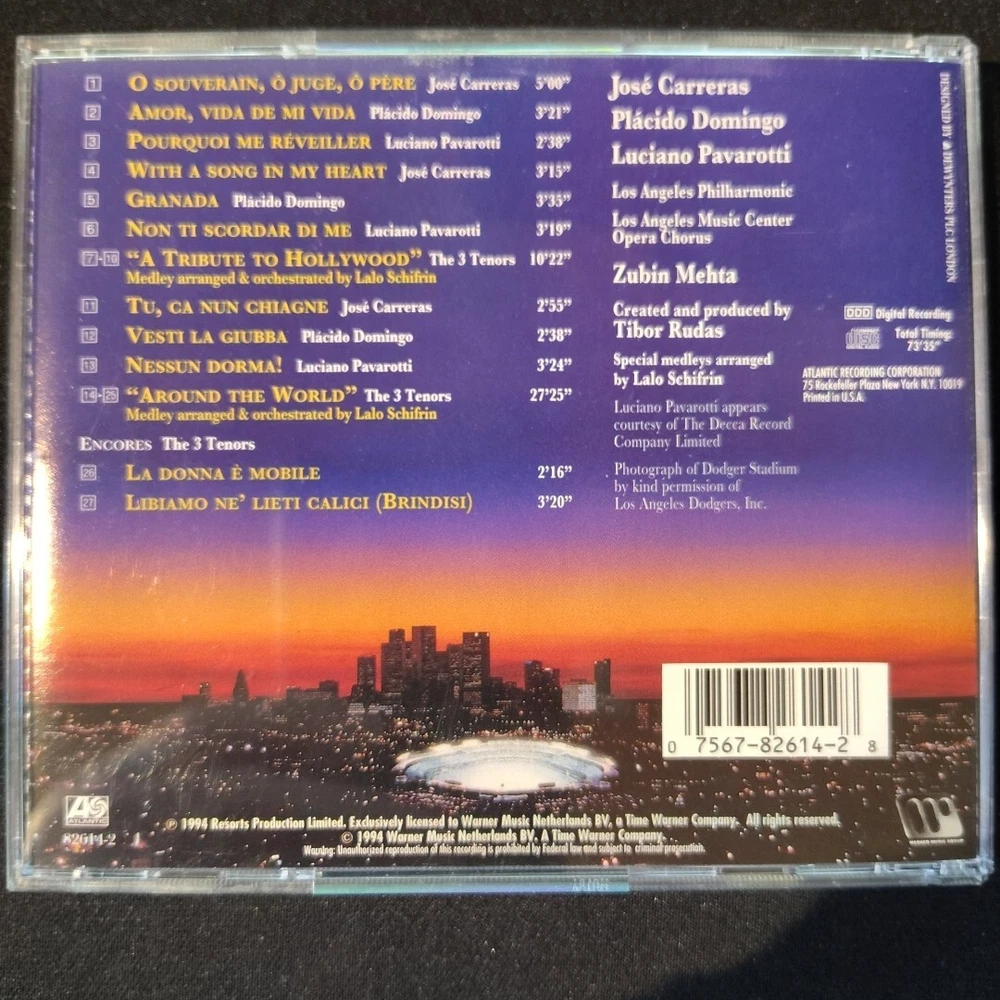 1 O SOUVERAIN, Ô JUGE, Ô PÈRE José Carreras 5'00"
2 AMOR, VIDA DE MI VIDA Plácido Domingo 3'21"
3 POURQUOI ME RÉVEILLER Luciano Pavarotti 2'38"
4 WITH A SONG IN MY HEART José Carreras 3'15"
5 GRANADA Plácido Domingo 3'35"
6 NON TI SCORDAR DI ME Luciano Pavarotti 3'19"
7-10 "A TRIBUTE TO HOLLYWOOD" The 3 Tenors 10'22"
Medley arranged & orchestrated by Lalo Schifrin
11 TU, CA NUN CHIAGNE José Carreras 2'55"
12 VESTI LA GIUBBA Plácido Domingo 2'38"
13 NESSUN DORMA! Luciano Pavarotti 3'24"
14-25 "AROUND THE WORLD" The 3 Tenors 27'25"
Medley arranged & orchestrated by Lalo Schifrin
ENCORES The 3 Tenors
26 LA DONNA È MOBILE 2'16"
27 LIBIAMO NE' LIETI CALICI (BRINDISI) 3'20"
José Carreras
Plácido Domingo
Luciano Pavarotti
Los Angeles Philharmonic
Los Angeles Music Center
Opera Chorus
Zubin Mehta
Created and produced by
Tibor Rudas
Special medleys arranged
by Lalo Schifrin
Luciano Pavarotti appears
courtesy of The Decca Record
Company Limited
Photograph of Dodger Stadium
by kind permission of
Los Angeles Dodgers, Inc.
DESIGNED BY DEWYNTERS PLC LONDON
DDD Digital Recording
COMPACT disc DIGITAL AUDIO
Total Timing:
73'35"
ATLANTIC RECORDING CORPORATION
75 Rockefeller Plaza New York N.Y. 10019
Printed in U.S.A.
0 7567-82614-2 8
ATLANTIC
82614-2
℗ 1994 Resorts Production Limited. Exclusively licensed to Warner Music Netherlands BV, a Time Warner Company. All rights reserved.
© 1994 Warner Music Netherlands BV, A Time Warner Company.
Warning: Unauthorized reproduction of this recording is prohibited by Federal law and subject to criminal prosecution.
WARNER MUSIC GROUP